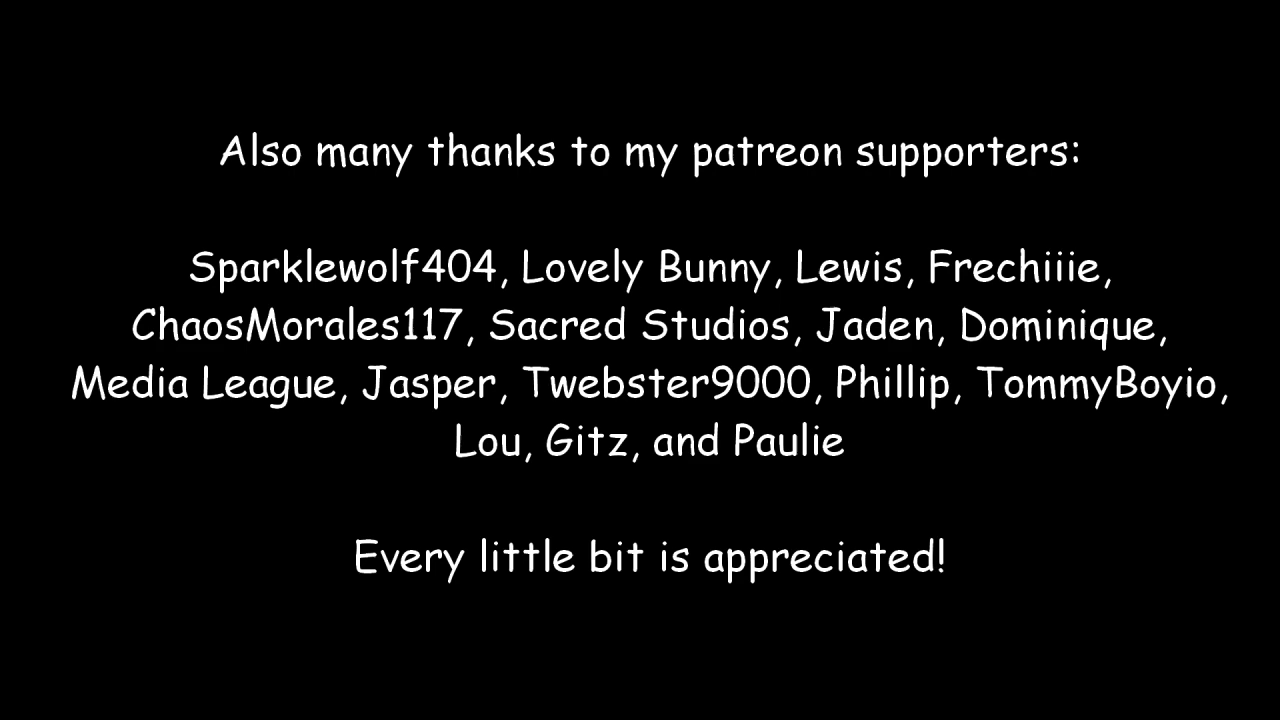 Also many thanks to my patreon supporters:
Sparklewolf404, Lovely Bunny, Lewis, Frechiiie,
ChaosMorales117, Sacred Studios, Jaden, Dominique,
Media League, Jasper, Twebster9000, Phillip, TommyBoyio,
Lou, Gitz, and Paulie
Every little bit is appreciated!